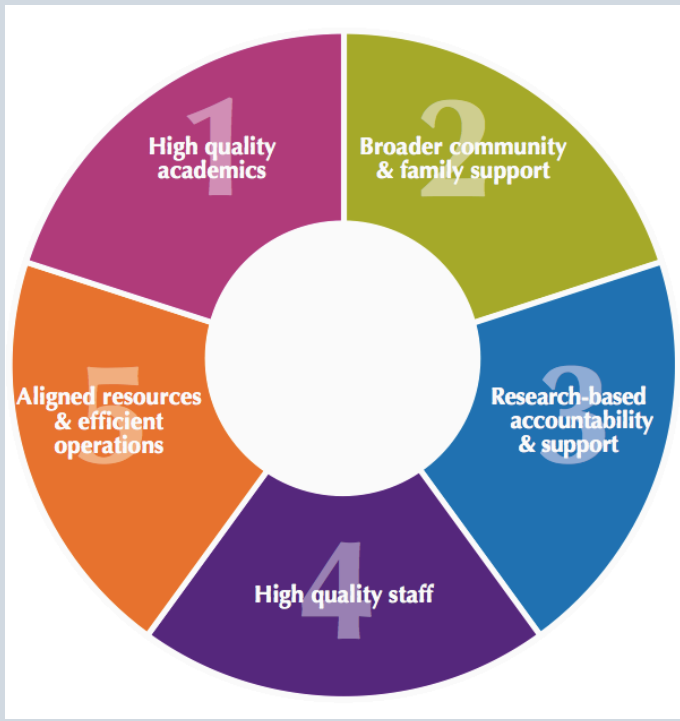 1
High quality
academics
2
Broader community
& family support
3
Research-based
accountability
& support
4
High quality staff
5
Aligned resources
& efficient
operations